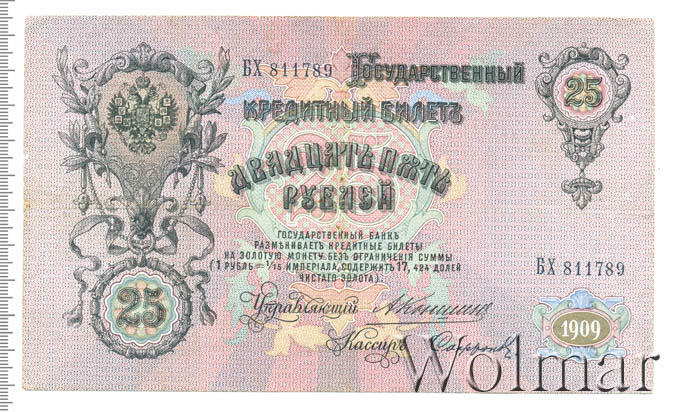 БХ 811789
Государственный
Кредитный Билетъ
25
Двадцать пять
рублей
Государственный банкъ
размѣниваетъ кредитные билеты
на золотую монету безъ ограниченія суммы
(1 рубль = 1/15 имперіала, содержитъ 17,424 долей
чистаго золота).
БХ 811789
25
Управляющій
1909
Кассиръ
Wolmar